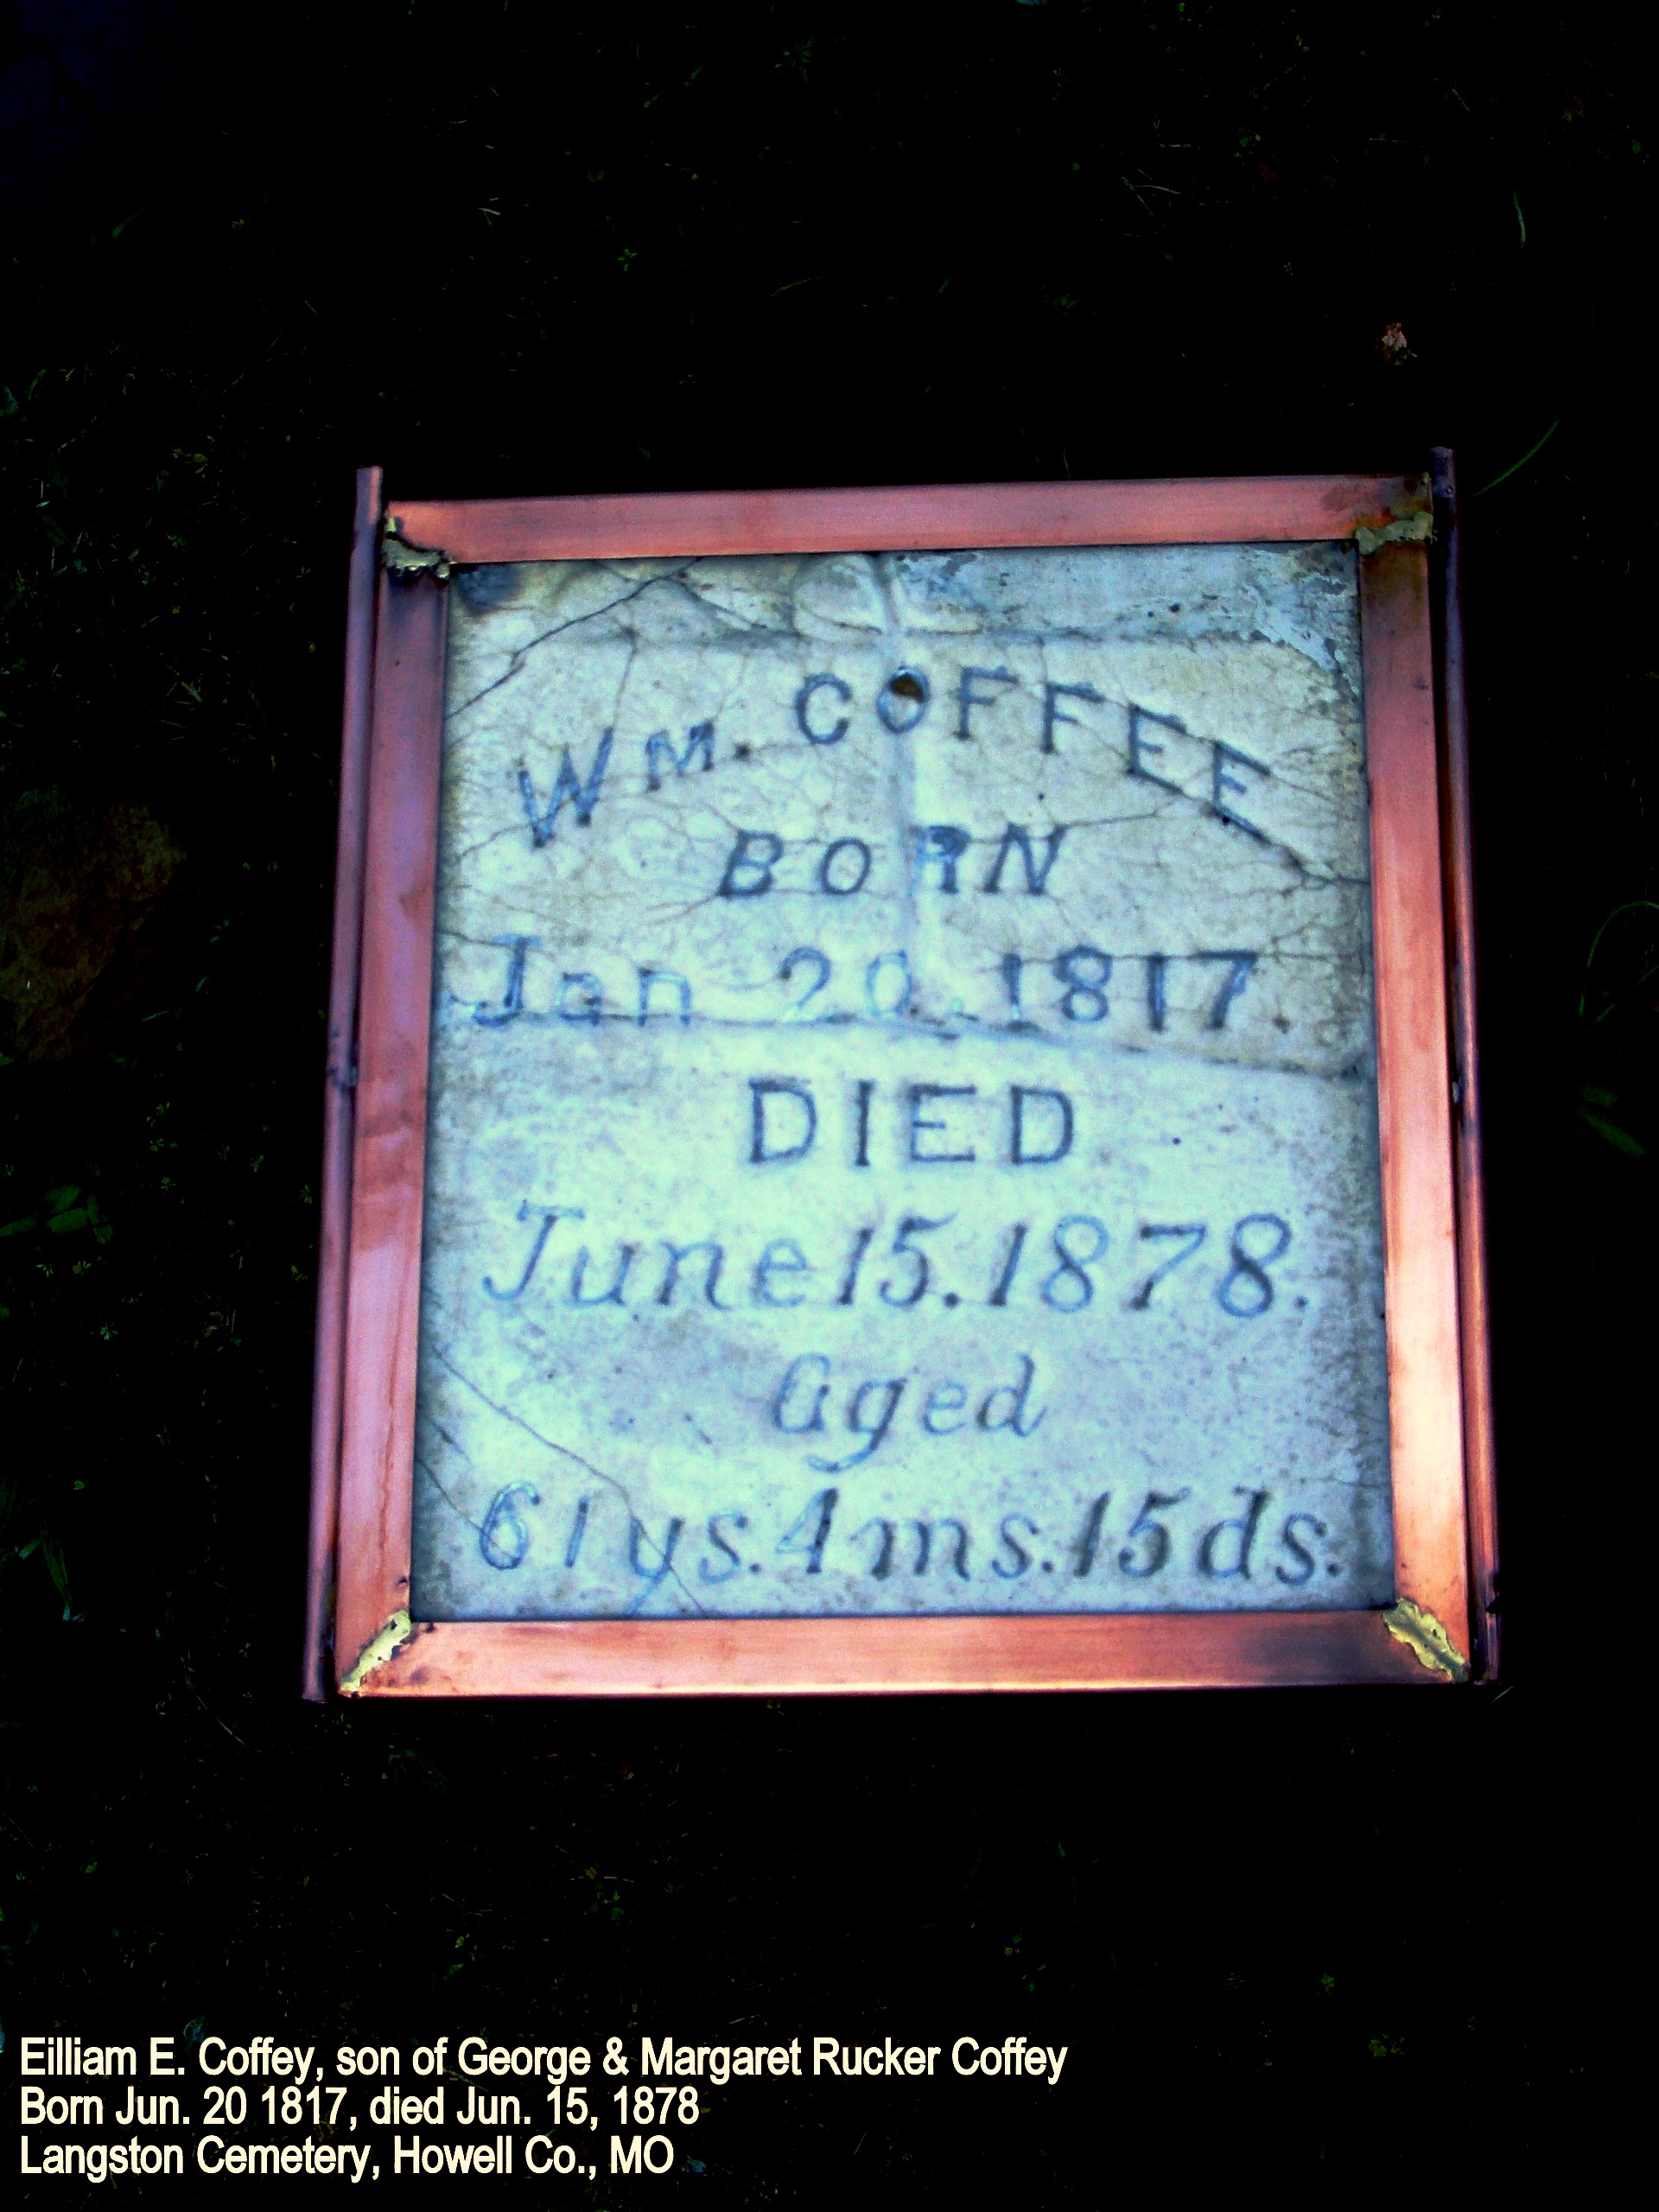 WM. COFFEE
BORN
Jan 20. 1817.
DIED
June 15. 1878.
Aged
61 ys. 4 ms. 15 ds.
Eilliam E. Coffey, son of George & Margaret Rucker Coffey
Born Jun. 20 1817, died Jun. 15, 1878
Langston Cemetery, Howell Co., MO